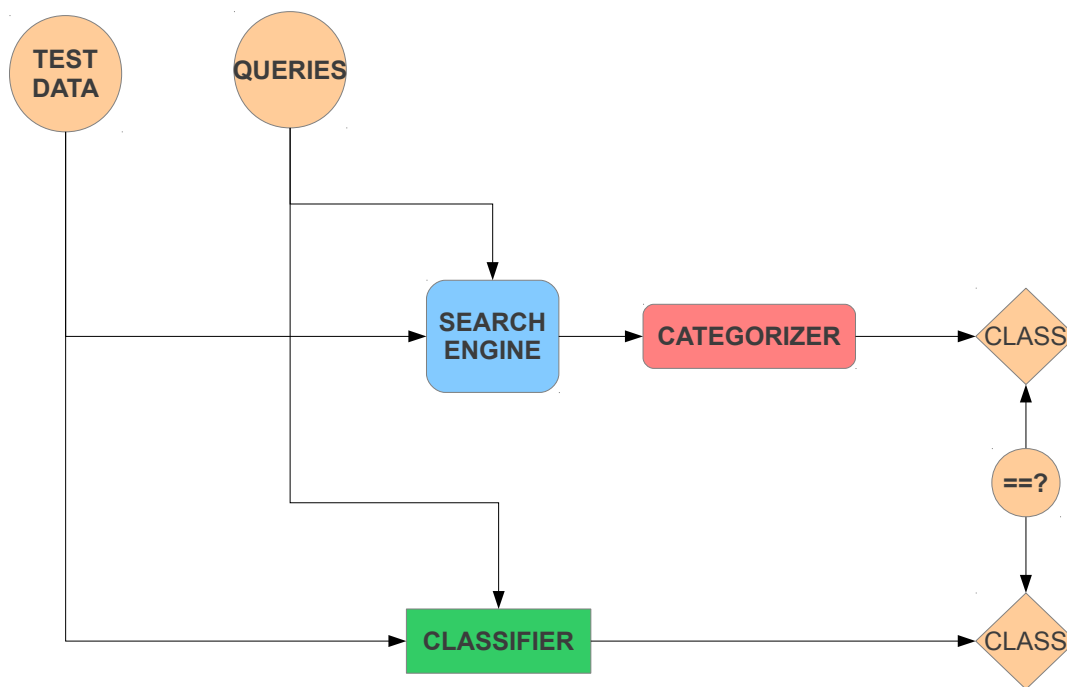 TEST
DATA
QUERIES
SEARCH
ENGINE
CATEGORIZER
CLASS
==?
CLASSIFIER
CLASS